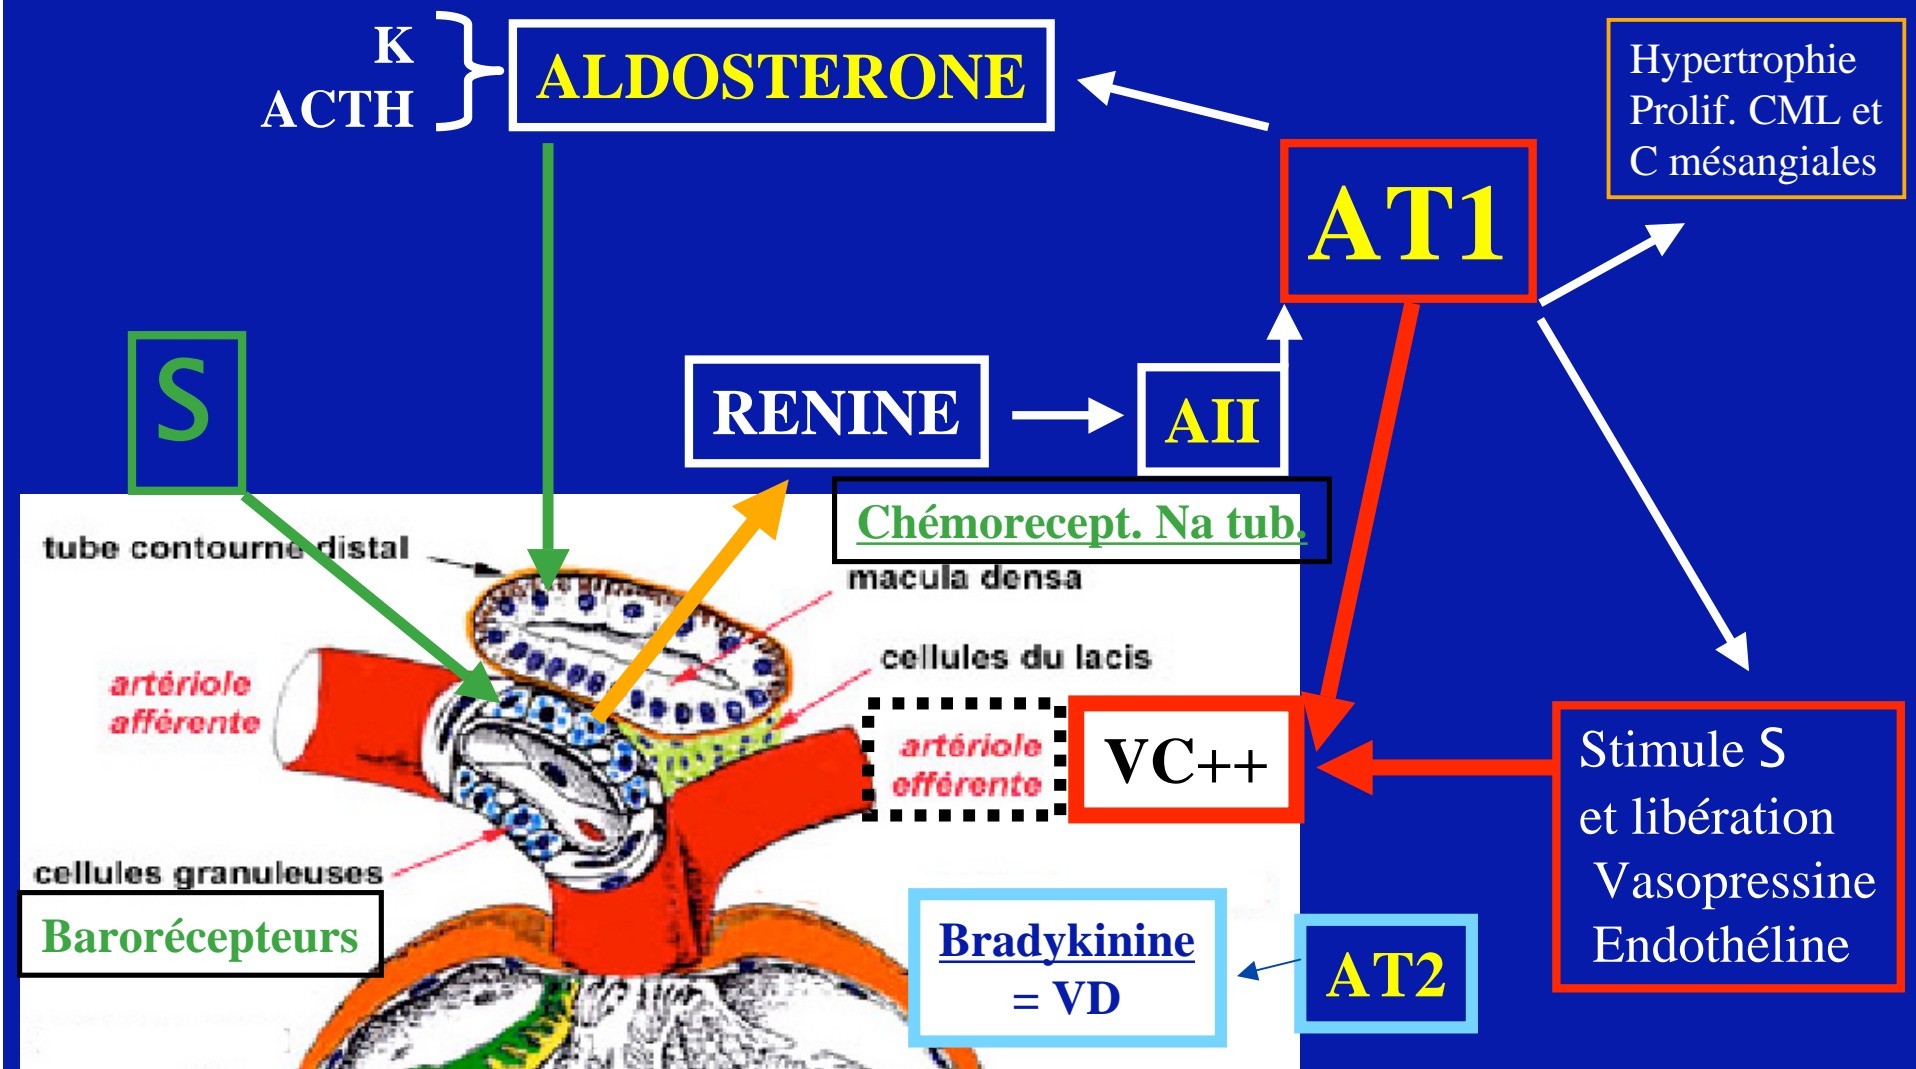 K
ACTH
ALDOSTERONE
Hypertrophie
Prolif. CML et
C mésangiales
AT1
S
RENINE
AII
Chémorecept. Na tub.
tube contourne distal
macula densa
cellules du lacis
artériole
afférente
artériole
efférente
VC++
Stimule S
et libération
Vasopressine
Endothéline
cellules granuleuses
Barorécepteurs
Bradykinine
= VD
AT2